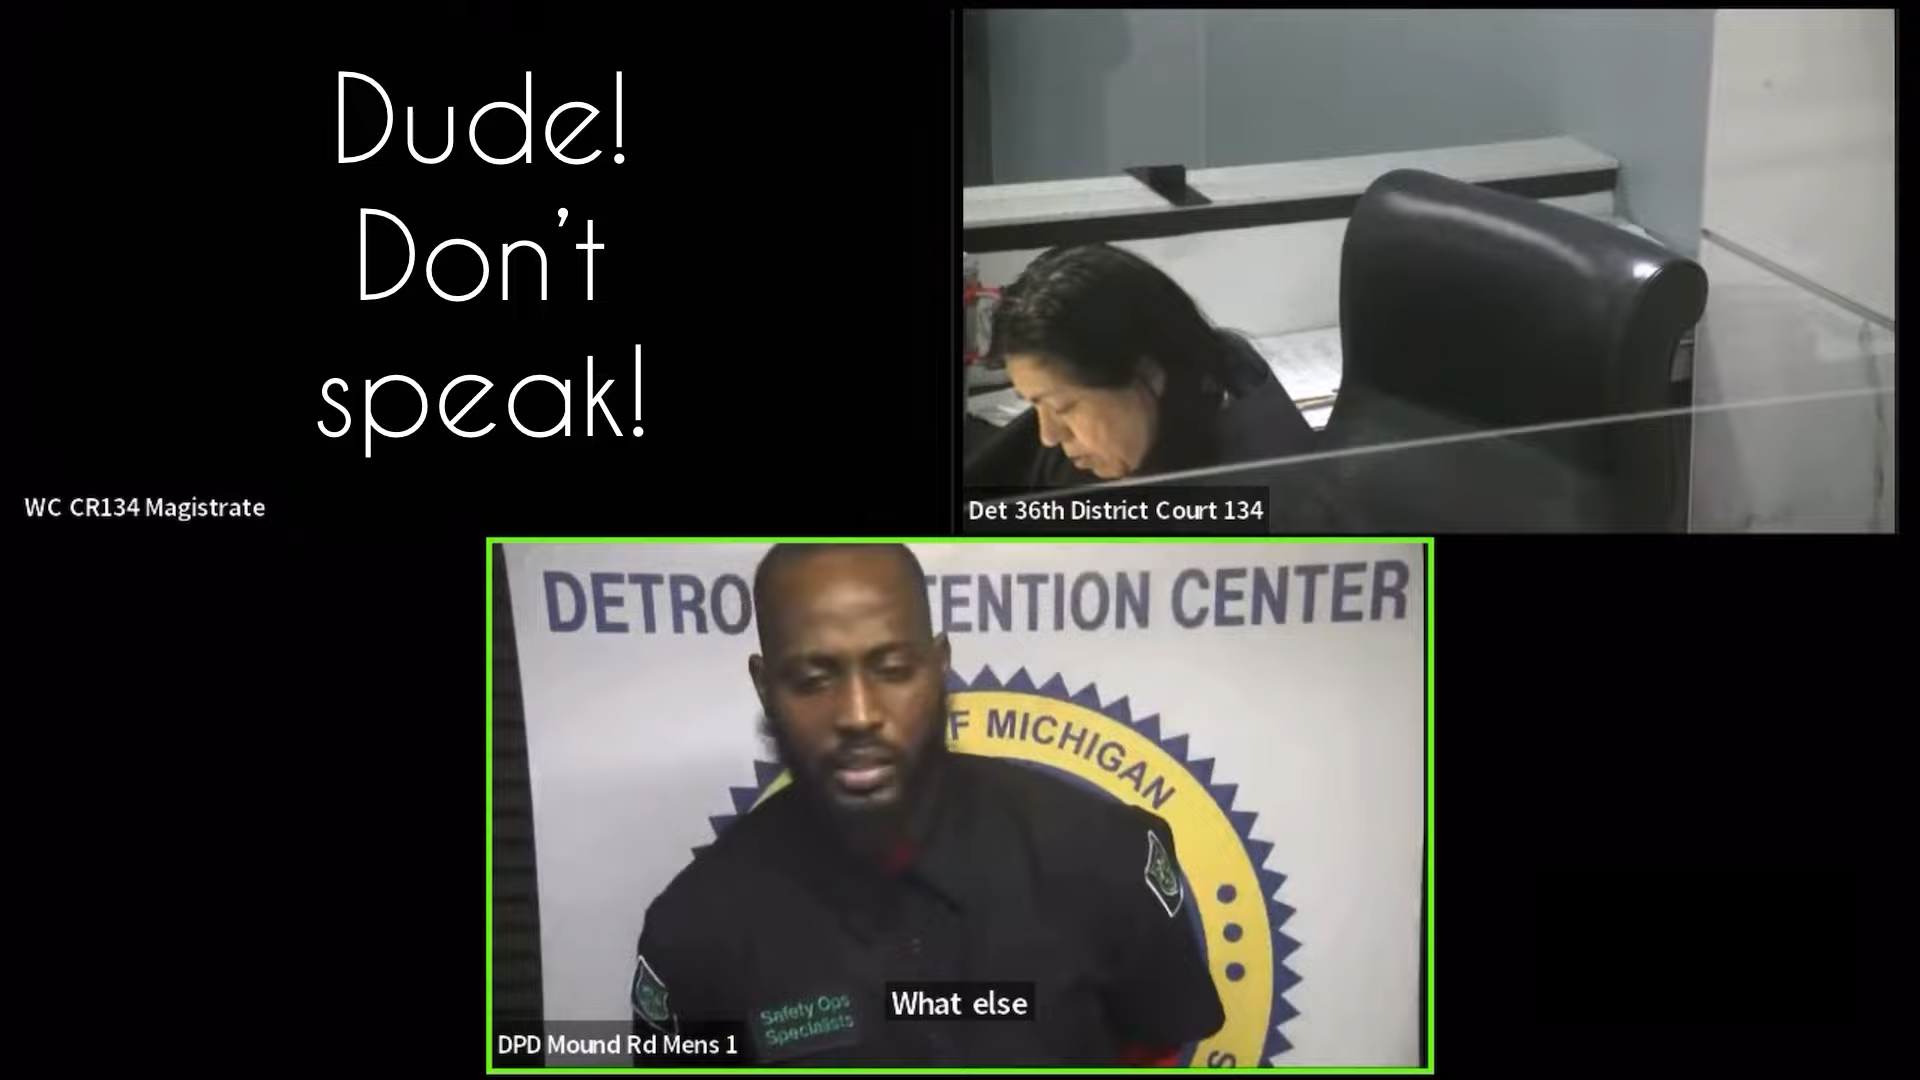 Dude!
Don't
speak!
WC CR134 Magistrate
Det 36th District Court 134
DETRO TENTION CENTER
F MICHIGAN
S
Safety Ops
Specialists
What else
DPD Mound Rd Mens 1